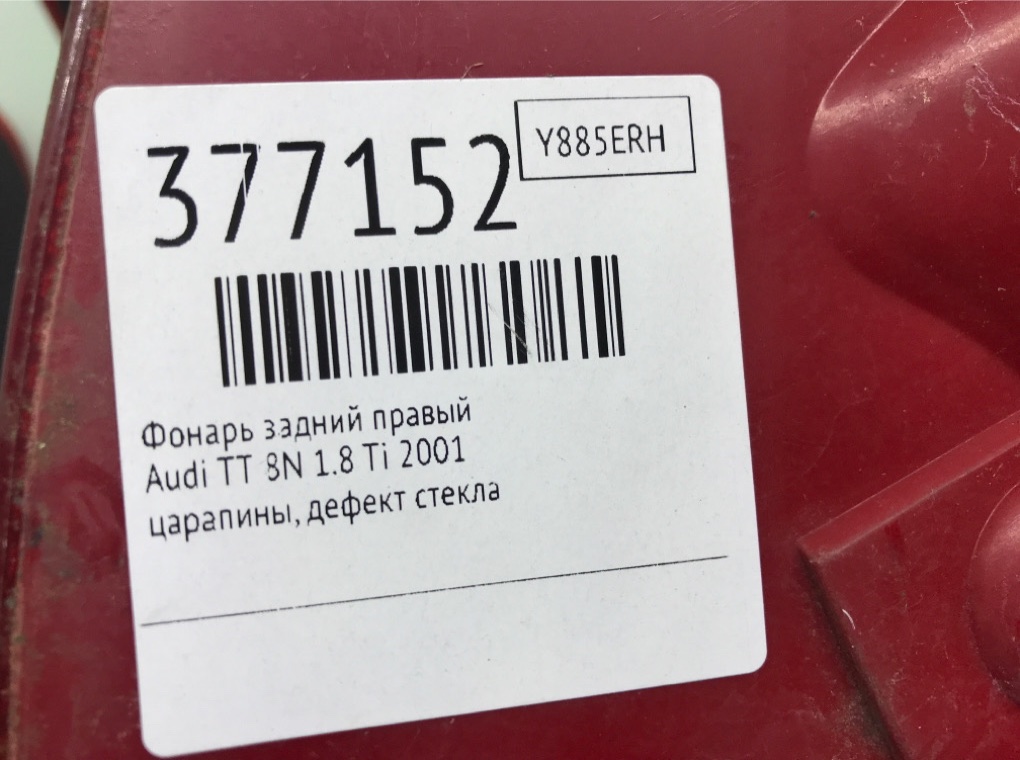 377152
Y885ERH
Фонарь задний правый
Audi TT 8N 1.8 Ti 2001
царапины, дефект стекла